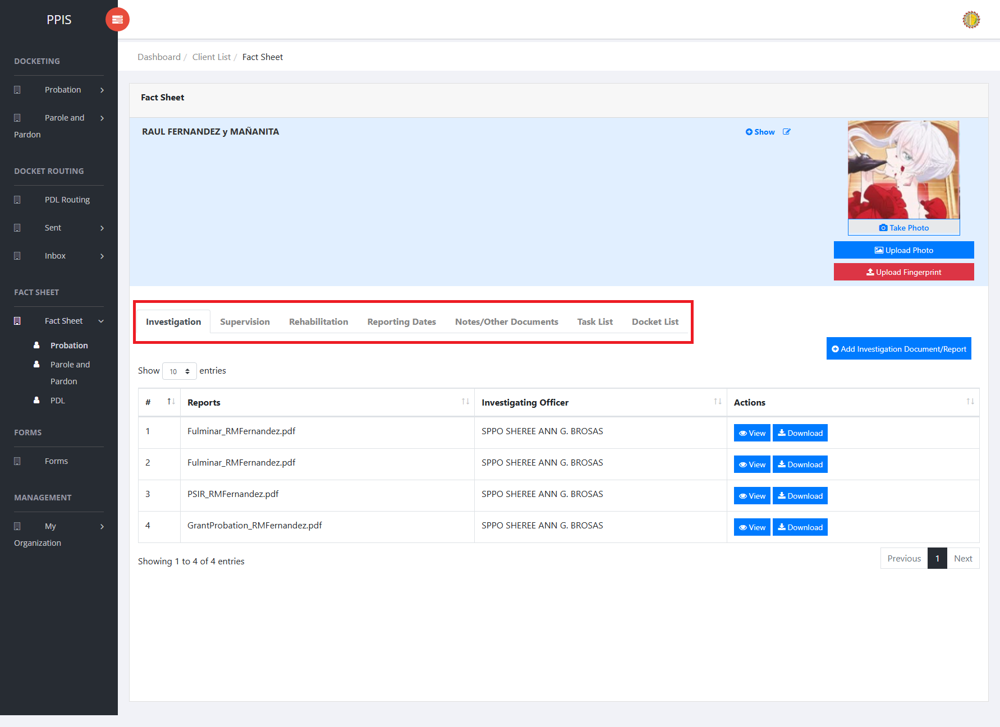 PPIS
DOCKETING
Probation
Parole and
Pardon
DOCKET ROUTING
PDL Routing
Sent
Inbox
FACT SHEET
Fact Sheet
Probation
Parole and
Pardon
PDL
FORMS
Forms
MANAGEMENT
My
Organization
Dashboard / Client List / Fact Sheet
Fact Sheet
RAUL FERNANDEZ y MAÑANITA
Show
Take Photo
Upload Photo
Upload Fingerprint
Investigation Supervision Rehabilitation Reporting Dates Notes/Other Documents Task List Docket List
Add Investigation Document/Report
Show 10 entries
# Reports Investigating Officer Actions
1 Fulminar_RMFernandez.pdf SPPO SHEREE ANN G. BROSAS View Download
2 Fulminar_RMFernandez.pdf SPPO SHEREE ANN G. BROSAS View Download
3 PSIR_RMFernandez.pdf SPPO SHEREE ANN G. BROSAS View Download
4 GrantProbation_RMFernandez.pdf SPPO SHEREE ANN G. BROSAS View Download
Showing 1 to 4 of 4 entries
Previous 1 Next